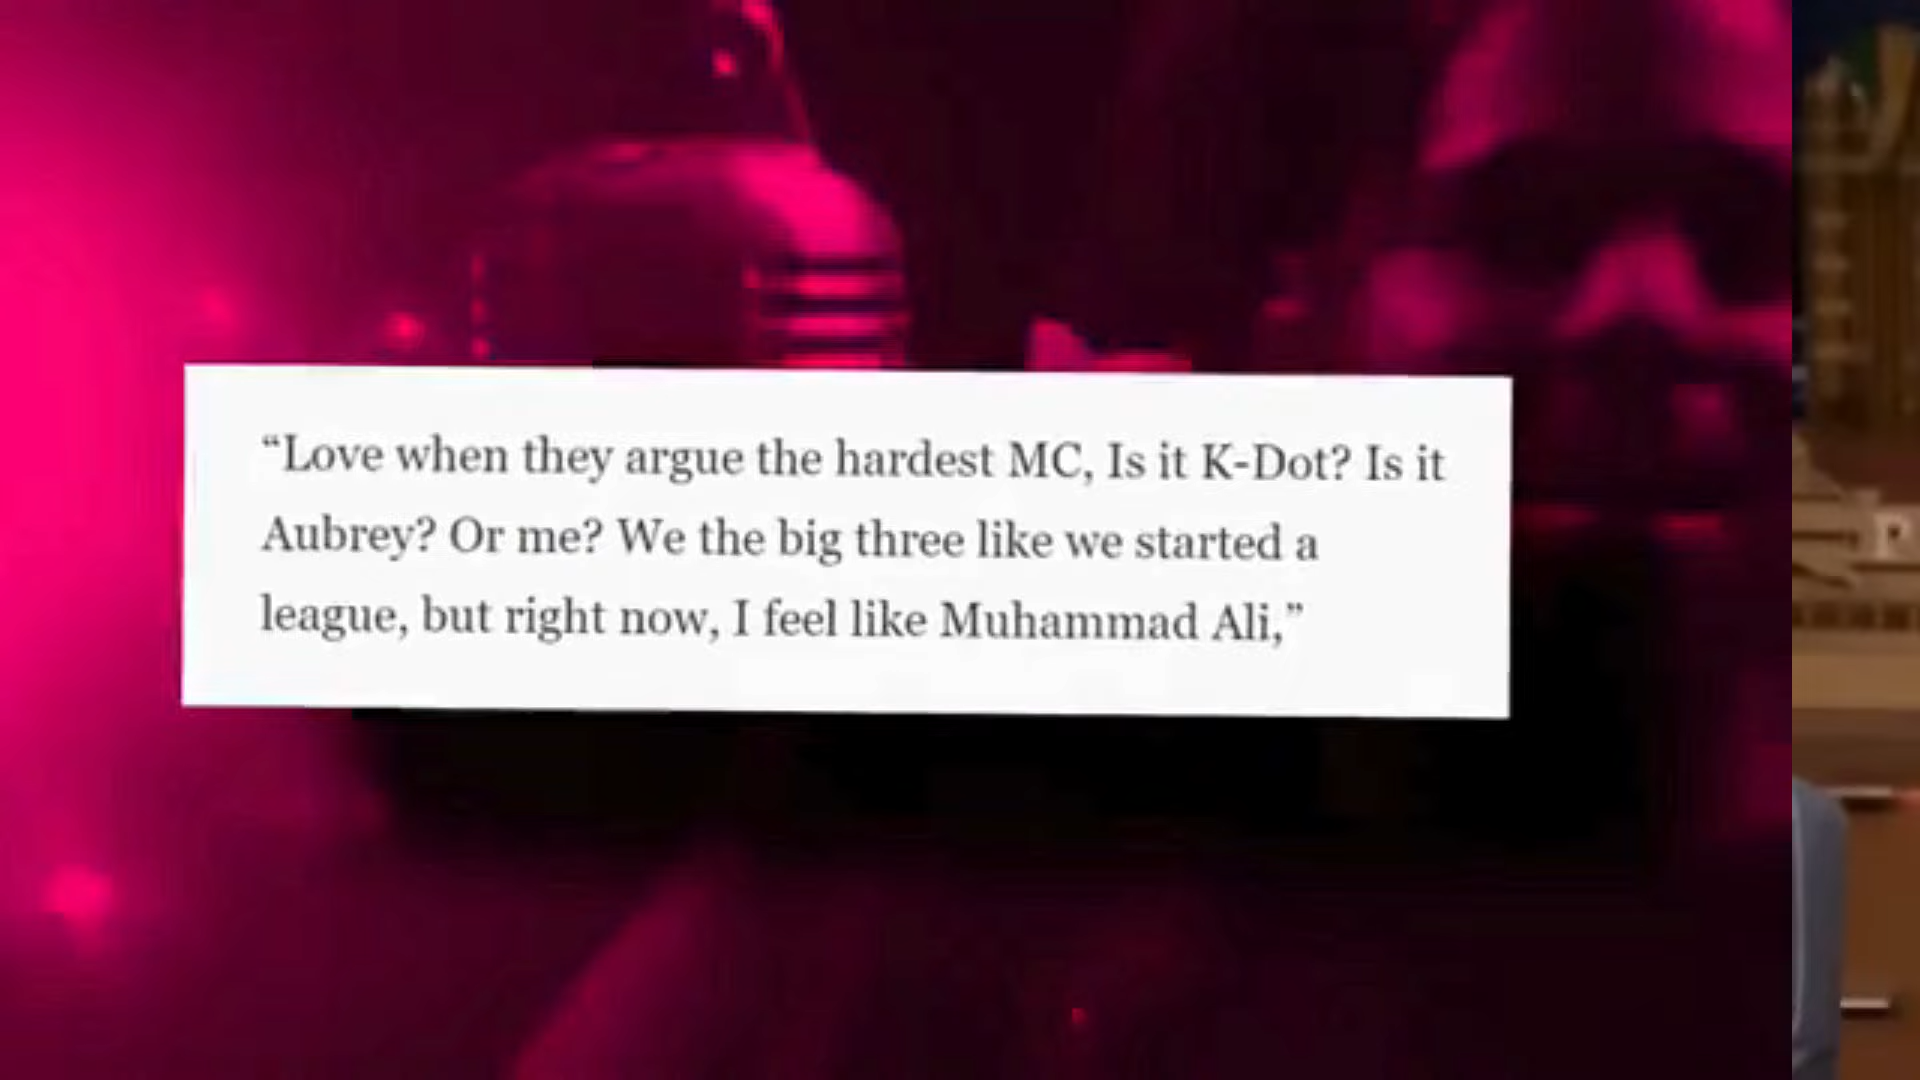 “Love when they argue the hardest MC, Is it K-Dot? Is it
Aubrey? Or me? We the big three like we started a
league, but right now, I feel like Muhammad Ali,”
P